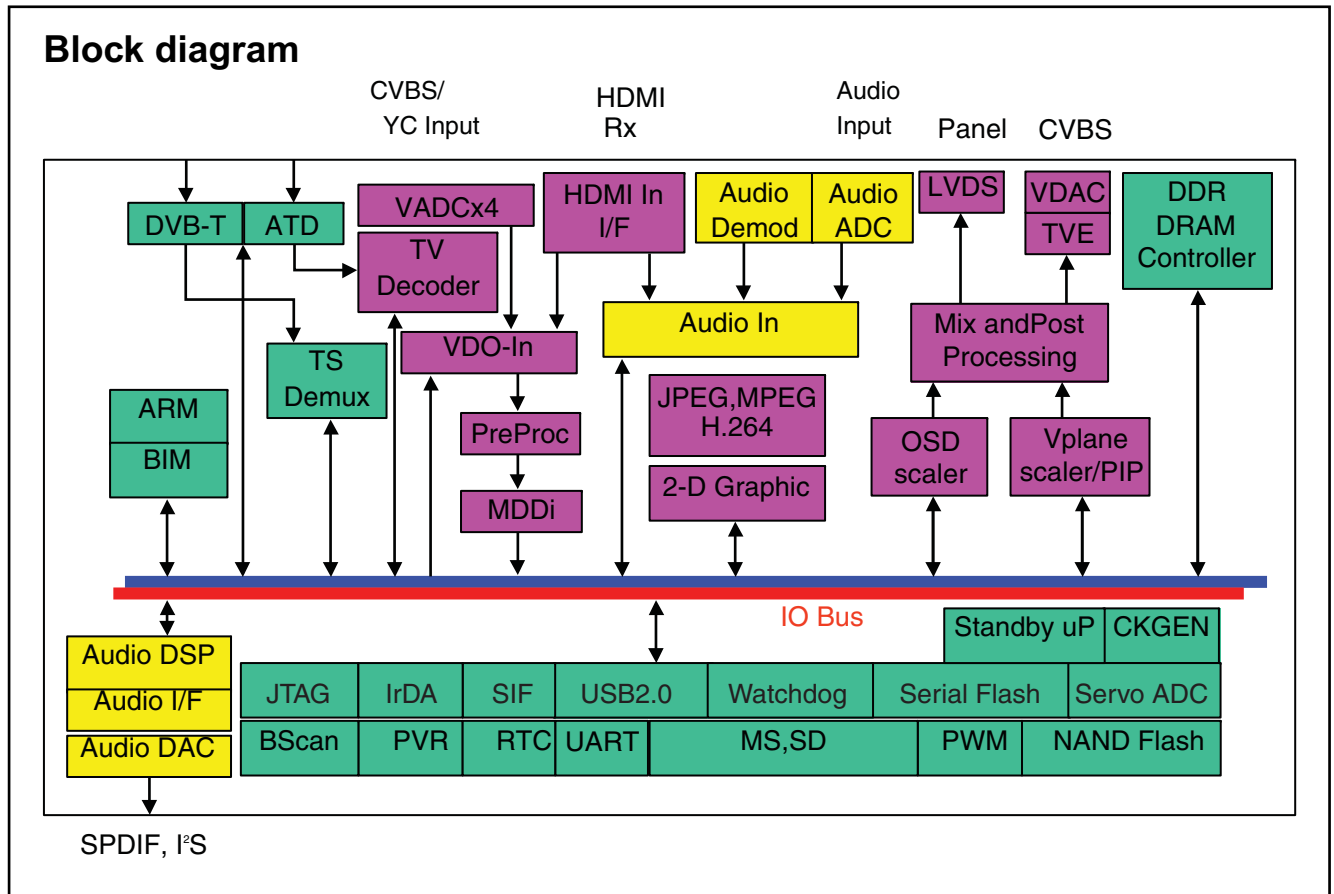 Block diagram
CVBS/
YC Input
HDMI
Rx
Audio
Input
Panel
CVBS
DVB-T
ATD
VADCx4
TV
Decoder
HDMI In
I/F
Audio
Demod
Audio
ADC
LVDS
VDAC
TVE
DDR
DRAM
Controller
Audio In
Mix andPost
Processing
VDO-In
TS
Demux
ARM
BIM
PreProc
MDDi
JPEG,MPEG
H.264
2-D Graphic
OSD
scaler
Vplane
scaler/PIP
IO Bus
Standby uP
CKGEN
Audio DSP
Audio I/F
Audio DAC
JTAG
IrDA
SIF
USB2.0
Watchdog
Serial Flash
Servo ADC
BScan
PVR
RTC
UART
MS,SD
PWM
NAND Flash
SPDIF, I²S